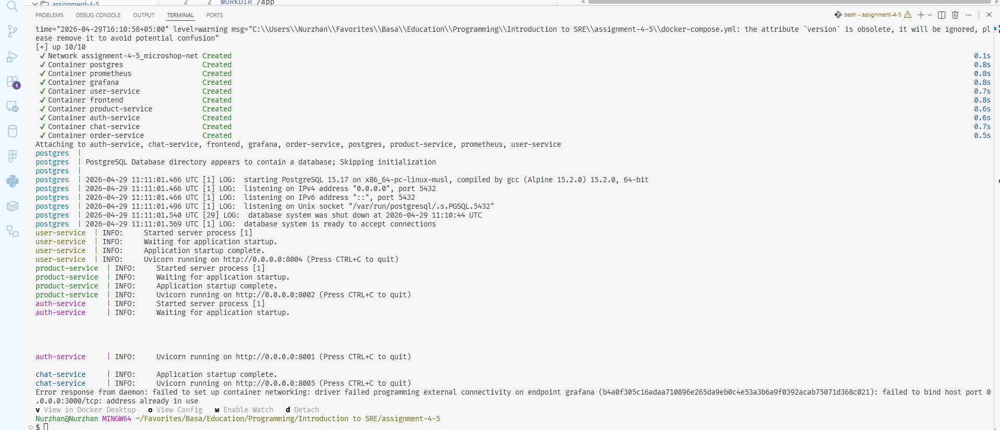 assignment-4-5
2 2 WORKDIR /app
PROBLEMS DEBUG CONSOLE OUTPUT TERMINAL PORTS
bash - assignment-4-5
1
time="2026-04-29T16:10:58+05:00" level=warning msg="C:\\Users\\Nurzhan\\Favorites\\Basa\\Education\\Programming\\Introduction to SRE\\assignment-4-5\\docker-compose.yml: the attribute `version` is obsolete, it will be ignored, pl
ease remove it to avoid potential confusion"
[+] up 10/10
✓ Network assignment-4-5_microshop-net Created 0.1s
✓ Container postgres Created 0.8s
✓ Container prometheus Created 0.8s
✓ Container grafana Created 0.8s
✓ Container user-service Created 0.7s
✓ Container frontend Created 0.8s
✓ Container product-service Created 0.6s
✓ Container auth-service Created 0.6s
✓ Container chat-service Created 0.7s
✓ Container order-service Created 0.5s
Attaching to auth-service, chat-service, frontend, grafana, order-service, postgres, product-service, prometheus, user-service
postgres |
postgres | PostgreSQL Database directory appears to contain a database; Skipping initialization
postgres |
postgres | 2026-04-29 11:11:01.466 UTC [1] LOG: starting PostgreSQL 15.17 on x86_64-pc-linux-musl, compiled by gcc (Alpine 15.2.0) 15.2.0, 64-bit
postgres | 2026-04-29 11:11:01.466 UTC [1] LOG: listening on IPv4 address "0.0.0.0", port 5432
postgres | 2026-04-29 11:11:01.466 UTC [1] LOG: listening on IPv6 address "::", port 5432
postgres | 2026-04-29 11:11:01.496 UTC [1] LOG: listening on Unix socket "/var/run/postgresql/.s.PGSQL.5432"
postgres | 2026-04-29 11:11:01.540 UTC [29] LOG: database system was shut down at 2026-04-29 11:10:44 UTC
postgres | 2026-04-29 11:11:01.569 UTC [1] LOG: database system is ready to accept connections
user-service | INFO: Started server process [1]
user-service | INFO: Waiting for application startup.
user-service | INFO: Application startup complete.
user-service | INFO: Uvicorn running on http://0.0.0.0:8004 (Press CTRL+C to quit)
product-service | INFO: Started server process [1]
product-service | INFO: Waiting for application startup.
product-service | INFO: Application startup complete.
product-service | INFO: Uvicorn running on http://0.0.0.0:8002 (Press CTRL+C to quit)
auth-service | INFO: Started server process [1]
auth-service | INFO: Waiting for application startup.
auth-service | INFO: Uvicorn running on http://0.0.0.0:8001 (Press CTRL+C to quit)
chat-service | INFO: Application startup complete.
chat-service | INFO: Uvicorn running on http://0.0.0.0:8005 (Press CTRL+C to quit)
Error response from daemon: failed to set up container networking: driver failed programming external connectivity on endpoint grafana (b4a0f305c16adaa710896e265da9eb0c4e53a3b6a9f0392acab75071d368c021): failed to bind host port 0
.0.0.0:3000/tcp: address already in use
v View in Docker Desktop o View Config w Enable Watch d Detach
Nurzhan@Nurzhan MINGW64 ~/Favorites/Basa/Education/Programming/Introduction to SRE/assignment-4-5
$